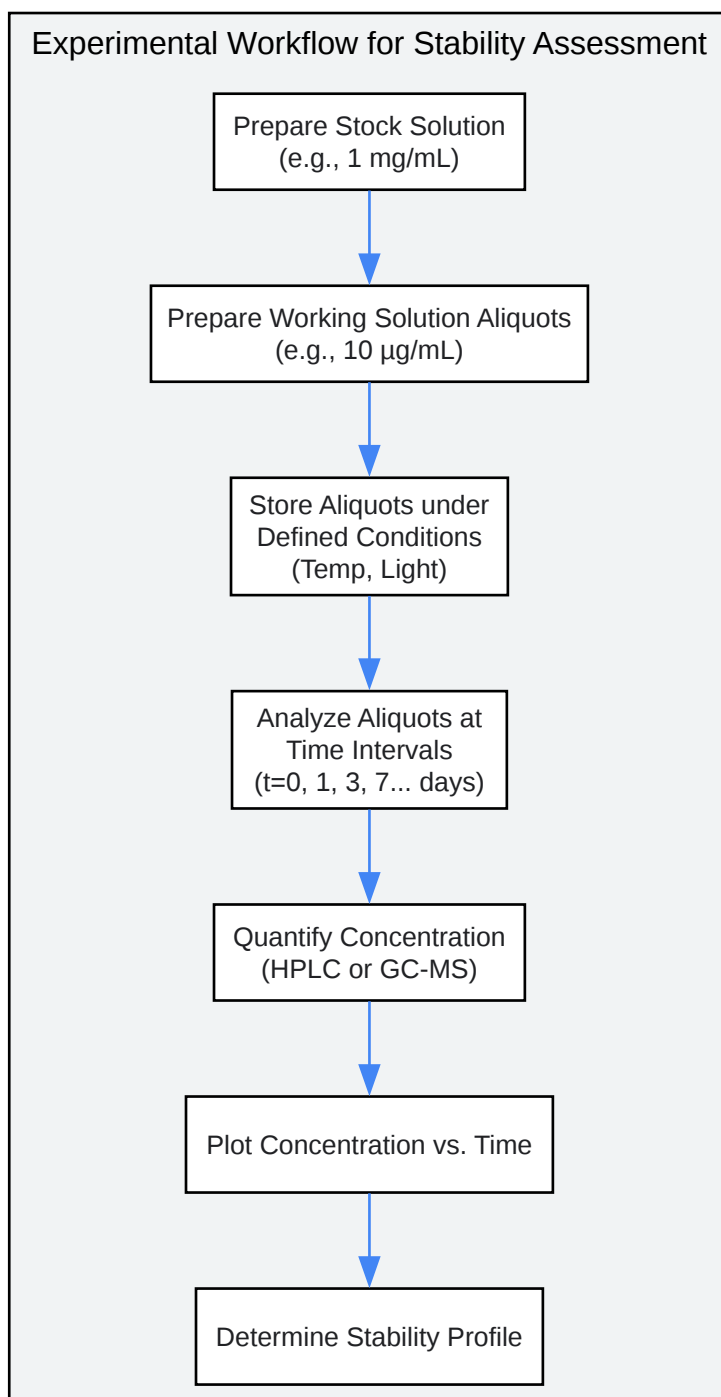 Experimental Workflow for Stability Assessment
Prepare Stock Solution
(e.g., 1 mg/mL)
Prepare Working Solution Aliquots
(e.g., 10 µg/mL)
Store Aliquots under
Defined Conditions
(Temp, Light)
Analyze Aliquots at
Time Intervals
(t=0, 1, 3, 7... days)
Quantify Concentration
(HPLC or GC-MS)
Plot Concentration vs. Time
Determine Stability Profile